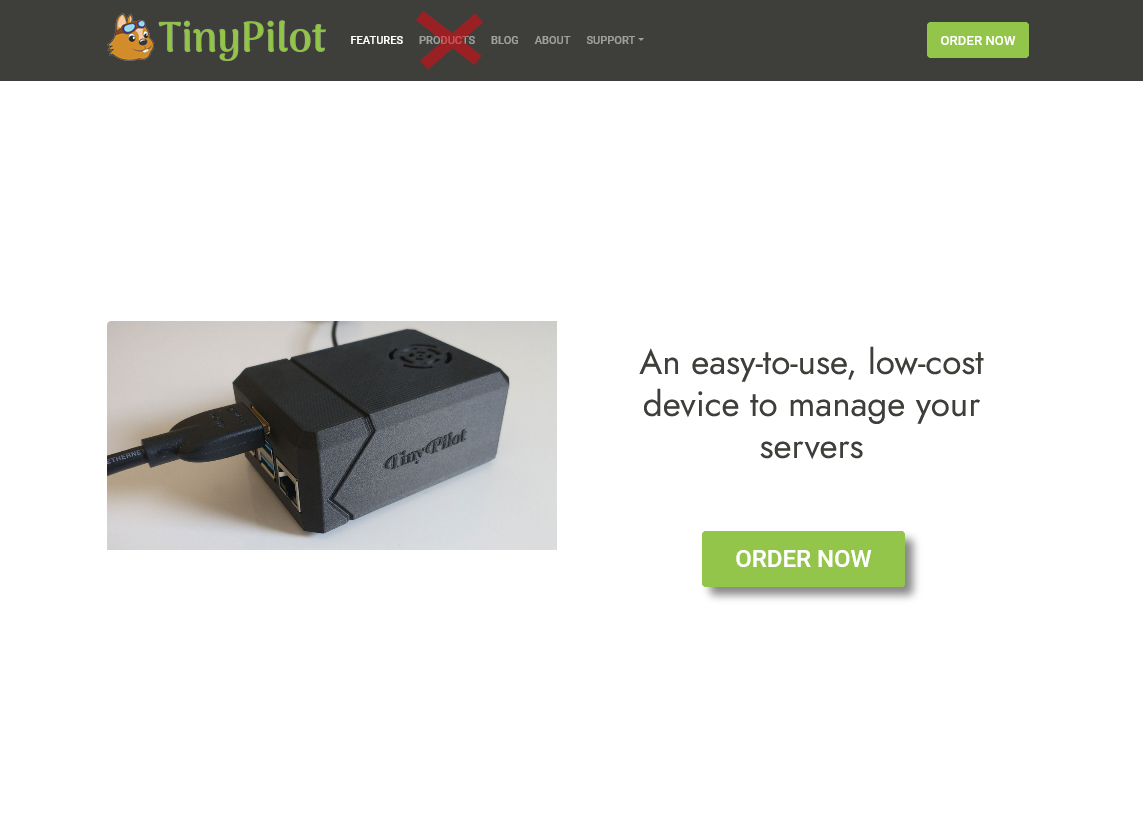 TinyPilot
FEATURES PRODUCTS BLOG ABOUT SUPPORT
ORDER NOW
ETHERNE
TinyPilot
An easy-to-use, low-cost
device to manage your
servers
ORDER NOW